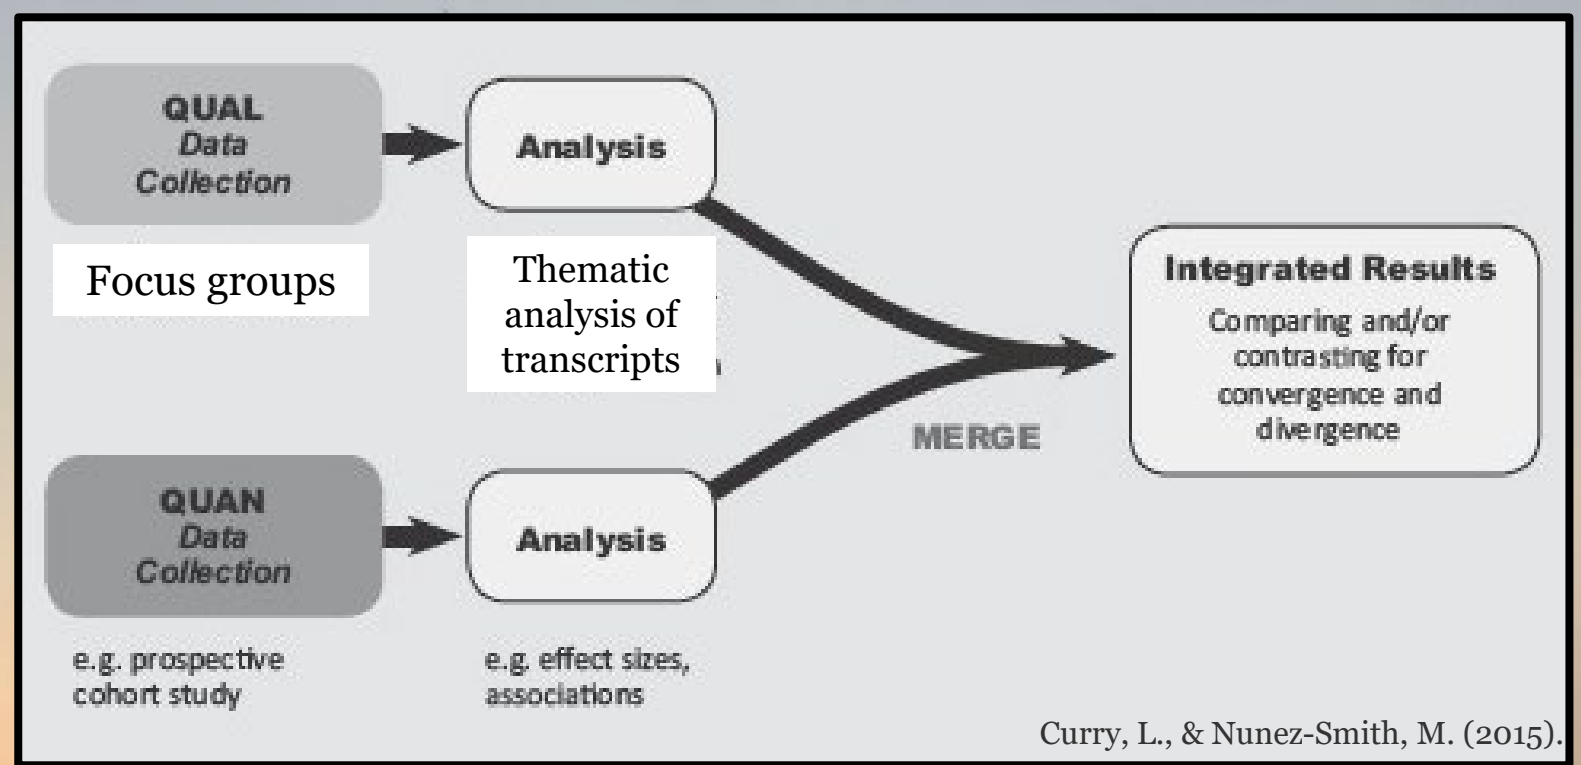 QUAL
Data
Collection
Analysis
Focus groups
Thematic
analysis of
transcripts
Integrated Results
Comparing and/or
contrasting for
convergence and
divergence
MERGE
QUAN
Data
Collection
Analysis
e.g. prospective
cohort study
e.g. effect sizes,
associations
Curry, L., & Nunez-Smith, M. (2015).